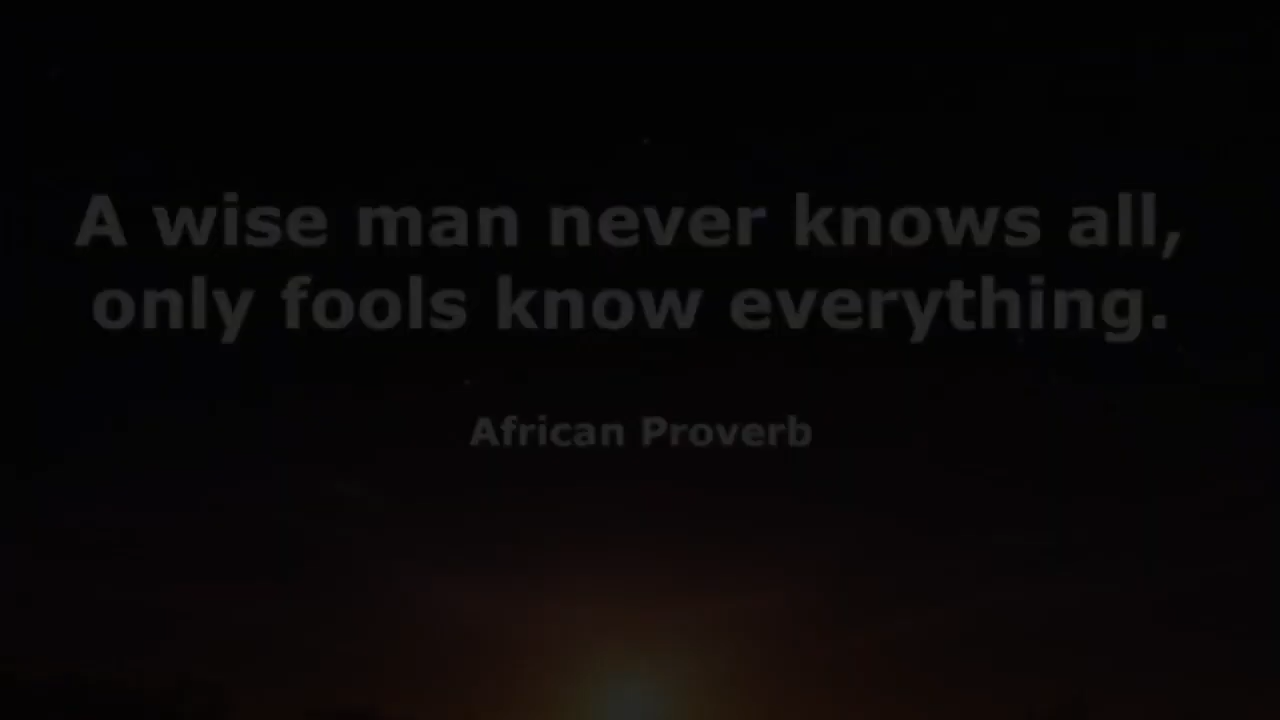 A wise man never knows all,
only fools know everything.
African Proverb